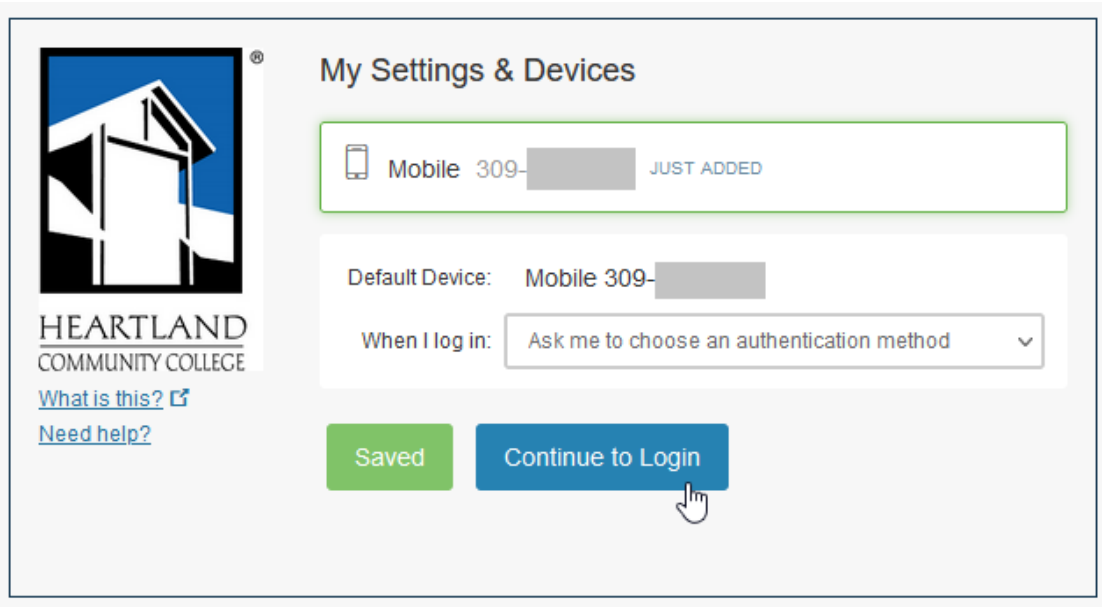 ®
HEARTLAND
COMMUNITY COLLEGE
What is this?
Need help?
My Settings & Devices
Mobile 309- JUST ADDED
Default Device: Mobile 309-
When I log in: Ask me to choose an authentication method
Saved Continue to Login